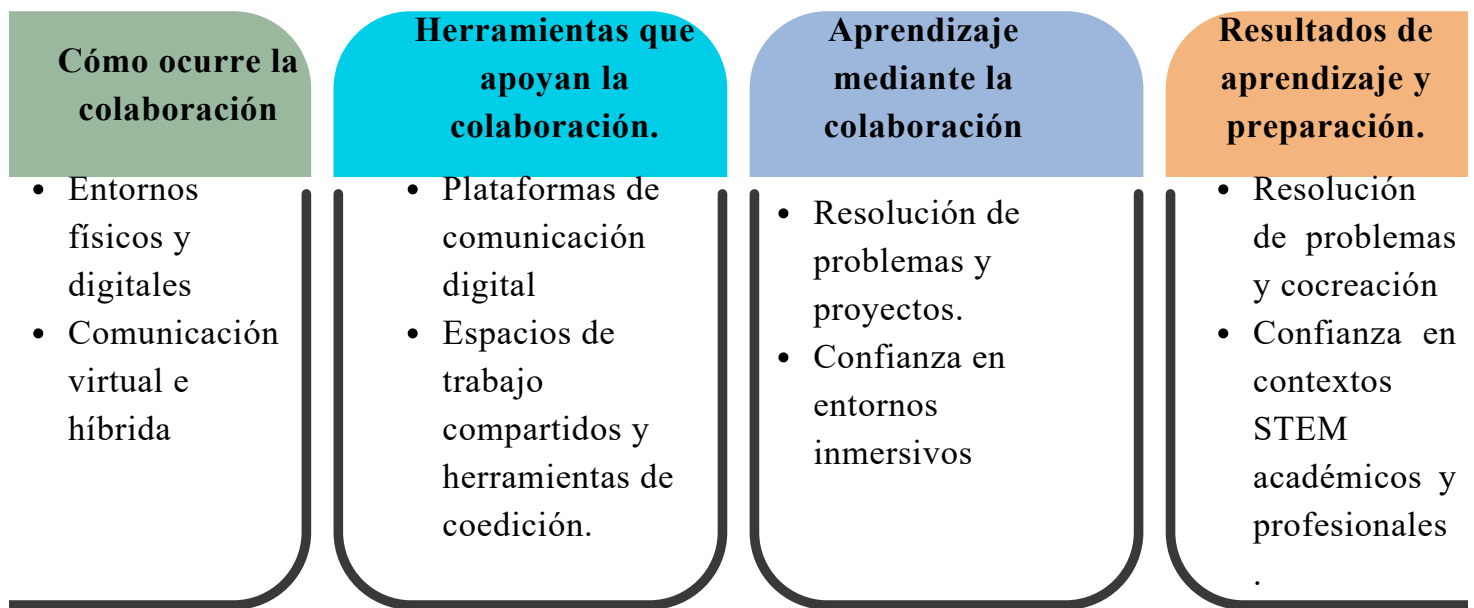 Cómo ocurre la
colaboración
• Entornos
físicos y
digitales
• Comunicación
virtual e
híbrida
Herramientas que
apoyan la
colaboración.
• Plataformas de
comunicación
digital
• Espacios de
trabajo
compartidos y
herramientas de
coedición.
Aprendizaje
mediante la
colaboración
• Resolución de
problemas y
proyectos.
• Confianza en
entornos
inmersivos
Resultados de
aprendizaje y
preparación.
• Resolución
de problemas
y cocreación
• Confianza en
contextos
STEM
académicos y
profesionales
.